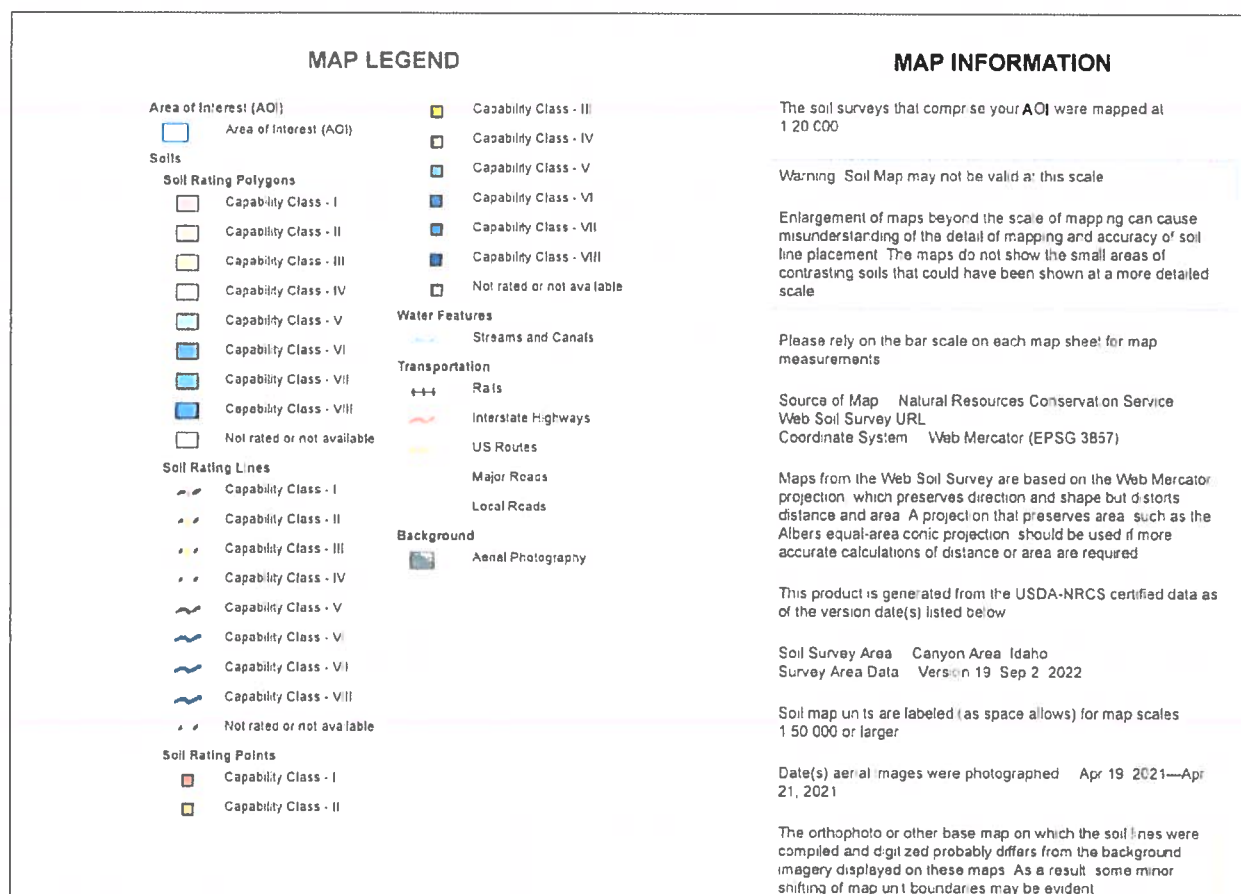 MAP LEGEND
Area of Interest (AOI)
Area of Interest (AOI)
Soils
Soil Rating Polygons
Capability Class - I
Capability Class - II
Capability Class - III
Capability Class - IV
Capability Class - V
Capability Class - VI
Capability Class - VII
Capability Class - VIII
Not rated or not available
Soil Rating Lines
Capability Class - I
Capability Class - II
Capability Class - III
Capability Class - IV
Capability Class - V
Capability Class - VI
Capability Class - VII
Capability Class - VIII
Not rated or not available
Soil Rating Points
Capability Class - I
Capability Class - II
Capability Class - III
Capability Class - IV
Capability Class - V
Capability Class - VI
Capability Class - VII
Capability Class - VIII
Not rated or not available
Water Features
Streams and Canals
Transportation
Rails
Interstate Highways
US Routes
Major Roads
Local Roads
Background
Aerial Photography
MAP INFORMATION
The soil surveys that comprise your AOI were mapped at
1 20 000
Warning Soil Map may not be valid at this scale
Enlargement of maps beyond the scale of mapping can cause
misunderstanding of the detail of mapping and accuracy of soil
line placement The maps do not show the small areas of
contrasting soils that could have been shown at a more detailed
scale
Please rely on the bar scale on each map sheet for map
measurements
Source of Map Natural Resources Conservation Service
Web Soil Survey URL
Coordinate System Web Mercator (EPSG 3857)
Maps from the Web Soil Survey are based on the Web Mercator
projection which preserves direction and shape but distorts
distance and area A projection that preserves area such as the
Albers equal-area conic projection should be used if more
accurate calculations of distance or area are required
This product is generated from the USDA-NRCS certified data as
of the version date(s) listed below
Soil Survey Area Canyon Area Idaho
Survey Area Data Version 19 Sep 2 2022
Soil map units are labeled (as space allows) for map scales
1 50 000 or larger
Date(s) aerial images were photographed Apr 19 2021—Apr
21, 2021
The orthophoto or other base map on which the soil lines were
compiled and digitized probably differs from the background
imagery displayed on these maps As a result some minor
shifting of map unit boundaries may be evident